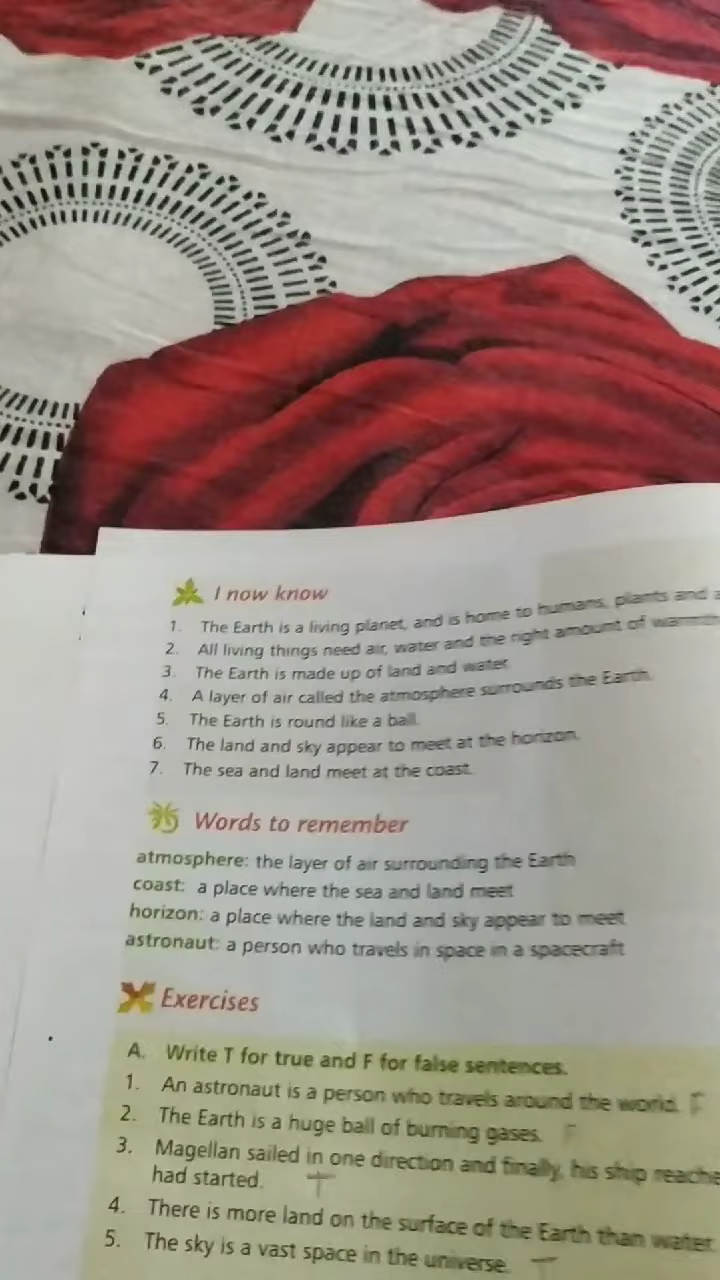 I now know
1. The Earth is a living planet, and is home to humans, plants and
2. All living things need air, water and the right amount of warmth
3. The Earth is made up of land and water.
4. A layer of air called the atmosphere surrounds the Earth.
5. The Earth is round like a ball.
6. The land and sky appear to meet at the horizon.
7. The sea and land meet at the coast.
Words to remember
atmosphere: the layer of air surrounding the Earth
coast: a place where the sea and land meet
horizon: a place where the land and sky appear to meet
astronaut: a person who travels in space in a spacecraft
Exercises
A. Write T for true and F for false sentences.
1. An astronaut is a person who travels around the world. F
2. The Earth is a huge ball of burning gases. F
3. Magellan sailed in one direction and finally, his ship reache
had started. T
4. There is more land on the surface of the Earth than water.
5. The sky is a vast space in the universe. T